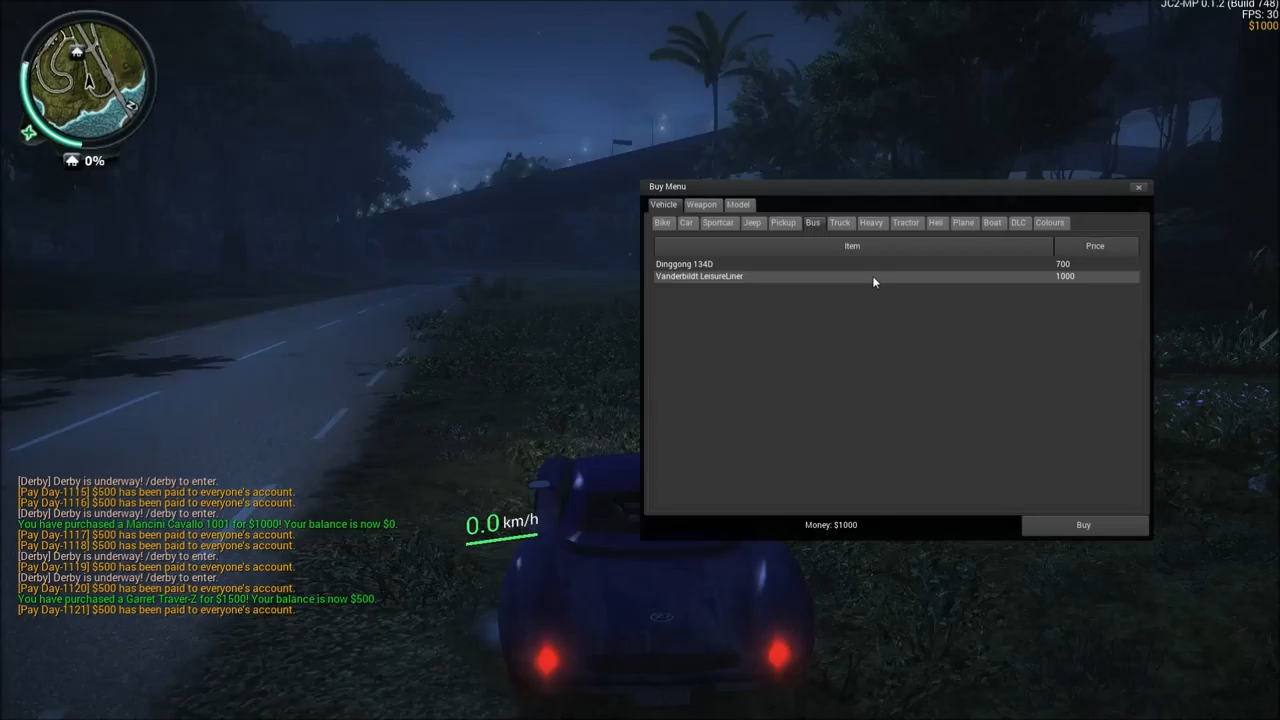 JC2-MP 0.1.2 (Build 748)
FPS: 30
$1000
0%
Buy Menu
Vehicle Weapon Model
Bike Car Sportcar Jeep Pickup Bus Truck Heavy Tractor Heli Plane Boat DLC Colours
Item Price
Dinggong 134D 700
Vanderbildt LeisureLiner 1000
Money: $1000 Buy
0.0 km/h
[Derby] Derby is underway! /derby to enter.
[Pay Day-1115] $500 has been paid to everyone's account.
[Pay Day-1116] $500 has been paid to everyone's account.
[Derby] Derby is underway! /derby to enter.
You have purchased a Mancini Cavallo 1001 for $1000! Your balance is now $0.
[Pay Day-1117] $500 has been paid to everyone's account.
[Pay Day-1118] $500 has been paid to everyone's account.
[Derby] Derby is underway! /derby to enter.
[Pay Day-1119] $500 has been paid to everyone's account.
[Derby] Derby is underway! /derby to enter.
[Pay Day-1120] $500 has been paid to everyone's account.
You have purchased a Garret Traver-Z for $1500! Your balance is now $500.
[Pay Day-1121] $500 has been paid to everyone's account.